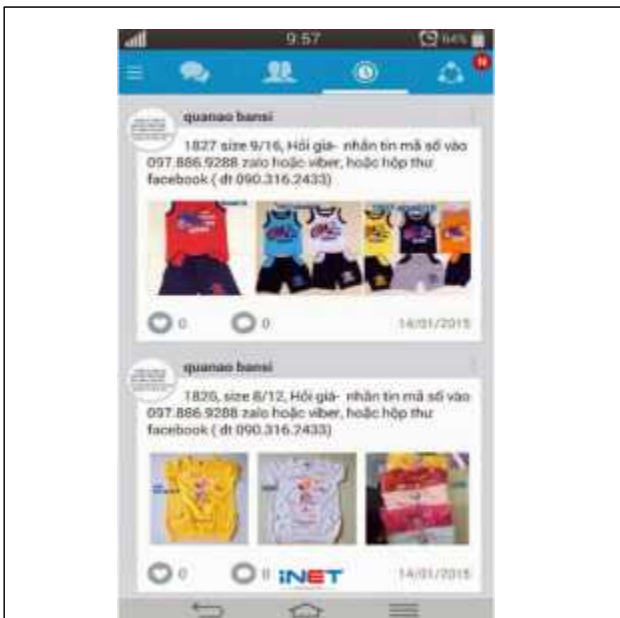 9:57
64%
N
quanao bansi
1827 size 9/16, Hỏi giá- nhắn tin mã số vào
097.886.9288 zalo hoặc viber, hoặc hộp thư
facebook ( dt 090.316.2433)
0
0
14/01/2015
quanao bansi
1826, size 8/12, Hỏi giá- nhắn tin mã số vào
097.886.9288 zalo hoặc viber, hoặc hộp thư
facebook ( dt 090.316.2433)
0
0
iNET
14/01/2015